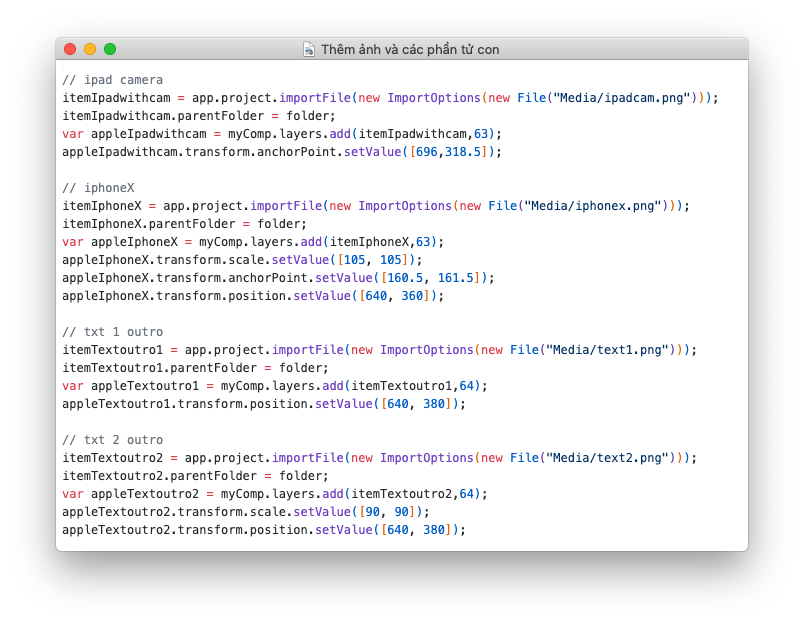 Thêm ảnh và các phần tử con
// ipad camera
itemIpadwithcam = app.project.importFile(new ImportOptions(new File("Media/ipadcam.png")));
itemIpadwithcam.parentFolder = folder;
var appleIpadwithcam = myComp.layers.add(itemIpadwithcam,63);
appleIpadwithcam.transform.anchorPoint.setValue([696,318.5]);
// iphoneX
itemIphoneX = app.project.importFile(new ImportOptions(new File("Media/iphonex.png")));
itemIphoneX.parentFolder = folder;
var appleIphoneX = myComp.layers.add(itemIphoneX,63);
appleIphoneX.transform.scale.setValue([105, 105]);
appleIphoneX.transform.anchorPoint.setValue([160.5, 161.5]);
appleIphoneX.transform.position.setValue([640, 360]);
// txt 1 outro
itemTextoutro1 = app.project.importFile(new ImportOptions(new File("Media/text1.png")));
itemTextoutro1.parentFolder = folder;
var appleTextoutro1 = myComp.layers.add(itemTextoutro1,64);
appleTextoutro1.transform.position.setValue([640, 380]);
// txt 2 outro
itemTextoutro2 = app.project.importFile(new ImportOptions(new File("Media/text2.png")));
itemTextoutro2.parentFolder = folder;
var appleTextoutro2 = myComp.layers.add(itemTextoutro2,64);
appleTextoutro2.transform.scale.setValue([90, 90]);
appleTextoutro2.transform.position.setValue([640, 380]);